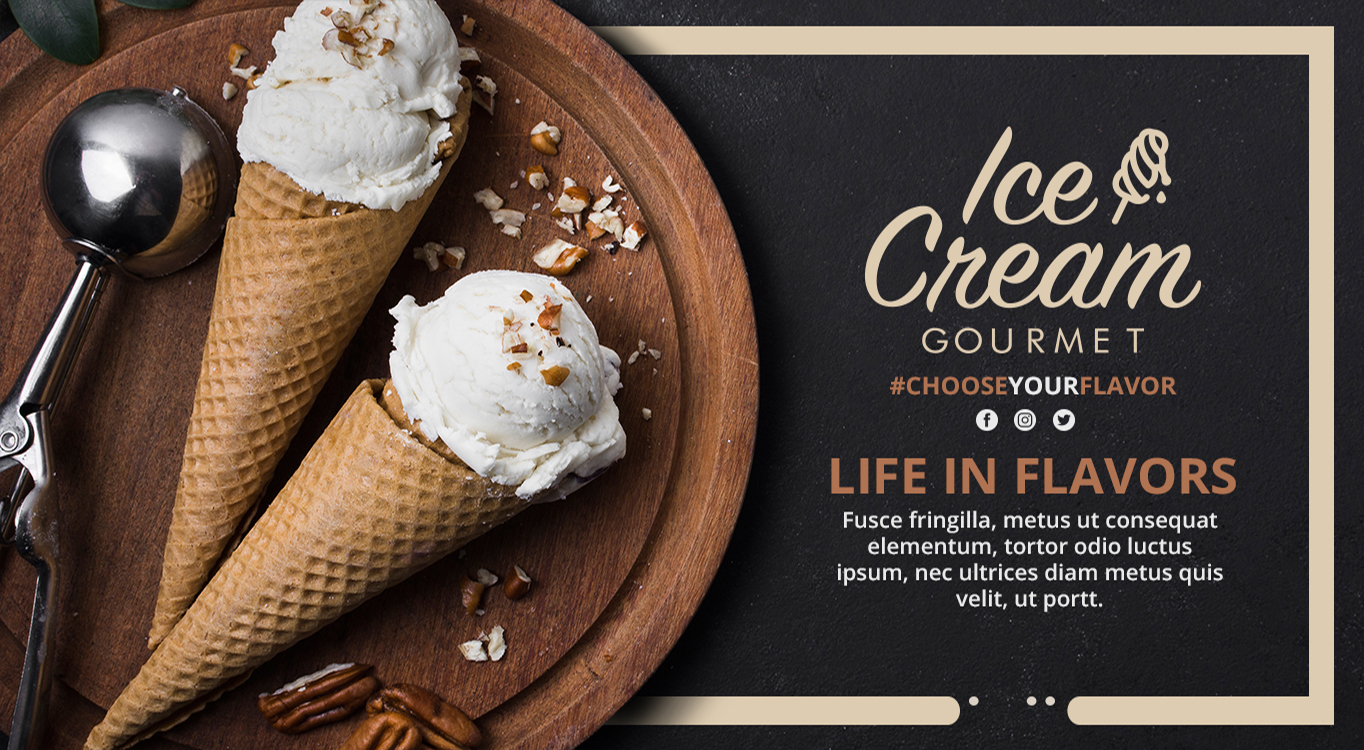 Ice
Cream
GOURMET
#CHOOSEYOURFLAVOR
LIFE IN FLAVORS
Fusce fringilla, metus ut consequat
elementum, tortor odio luctus
ipsum, nec ultrices diam metus quis
velit, ut portt.